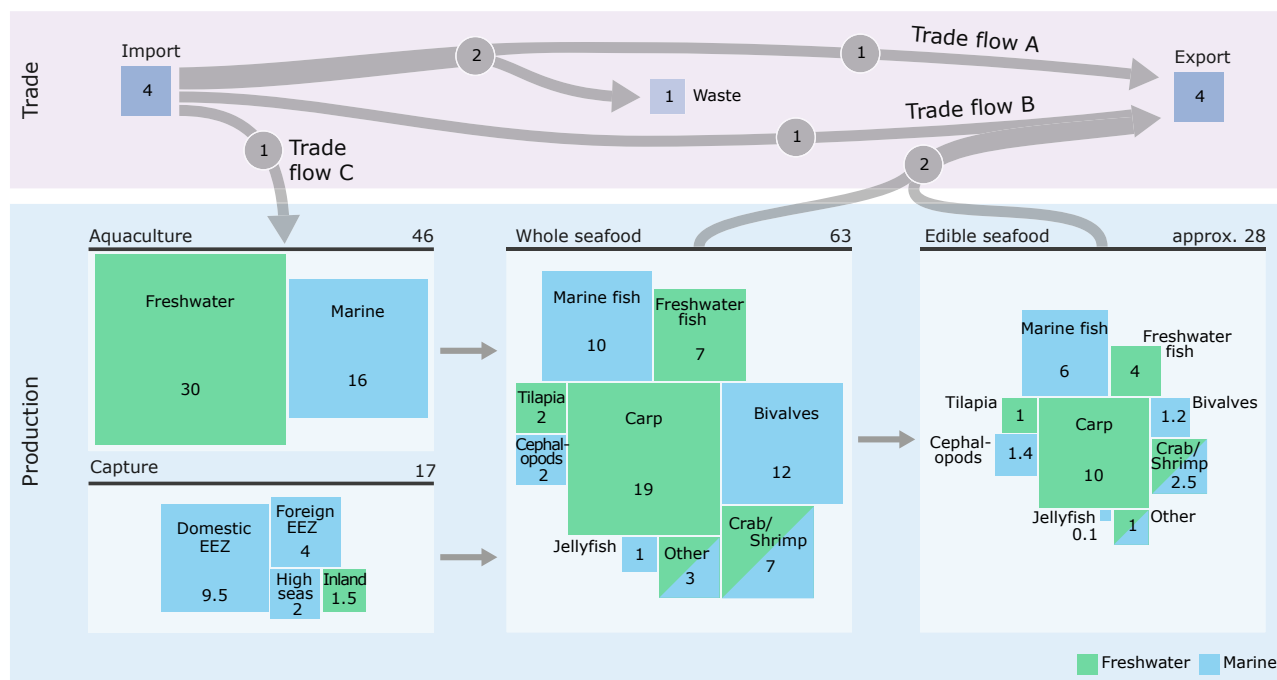 Trade
Import
4
2
1
Trade flow A
Export
4
1
Waste
1
Trade flow B
1
Trade
flow C
2
Production
Aquaculture 46
Freshwater
30
Marine
16
Capture 17
Domestic
EEZ
9.5
Foreign
EEZ
4
High
seas
2
Inland
1.5
Whole seafood 63
Marine fish
10
Freshwater
fish
7
Tilapia
2
Cephal-
opods
2
Carp
19
Bivalves
12
Jellyfish
1
Other
3
Crab/
Shrimp
7
Edible seafood approx. 28
Marine fish
6
Freshwater
fish
4
Tilapia
1
Cephal-
opods
1.4
Carp
10
Bivalves
1.2
Crab/
Shrimp
2.5
Jellyfish
0.1
Other
1
Freshwater
Marine